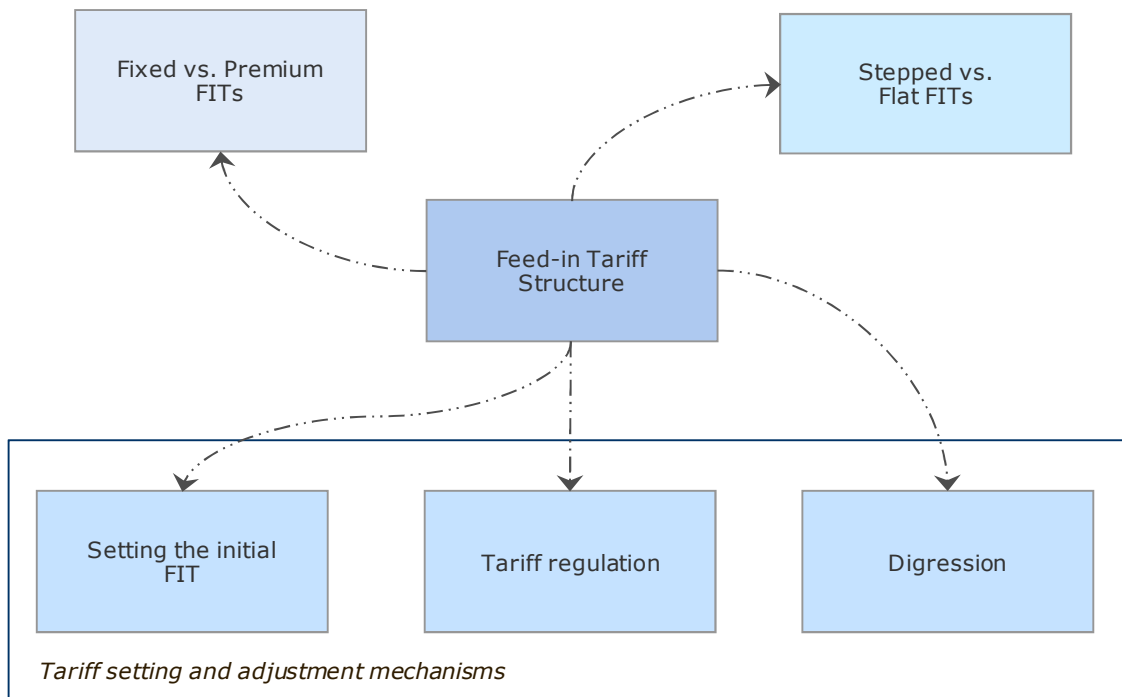 Fixed vs. Premium
FITs
Stepped vs.
Flat FITs
Feed-in Tariff
Structure
Setting the initial
FIT
Tariff regulation
Digression
Tariff setting and adjustment mechanisms